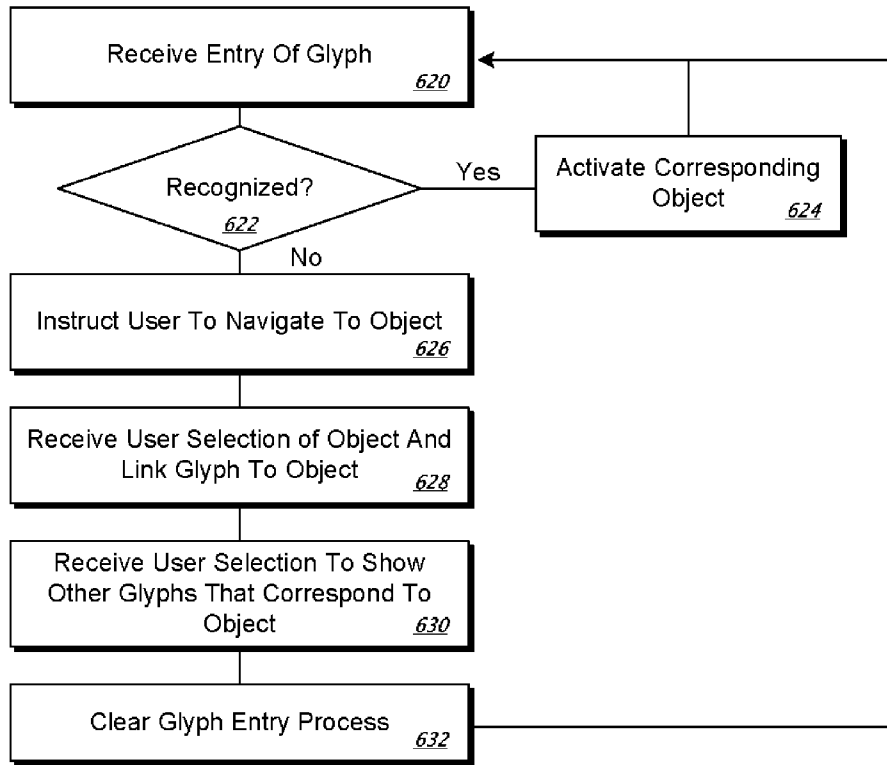 Receive Entry Of Glyph
620
Recognized?
622
Yes
Activate Corresponding
Object
624
No
Instruct User To Navigate To Object
626
Receive User Selection of Object And
Link Glyph To Object
628
Receive User Selection To Show
Other Glyphs That Correspond To
Object
630
Clear Glyph Entry Process
632